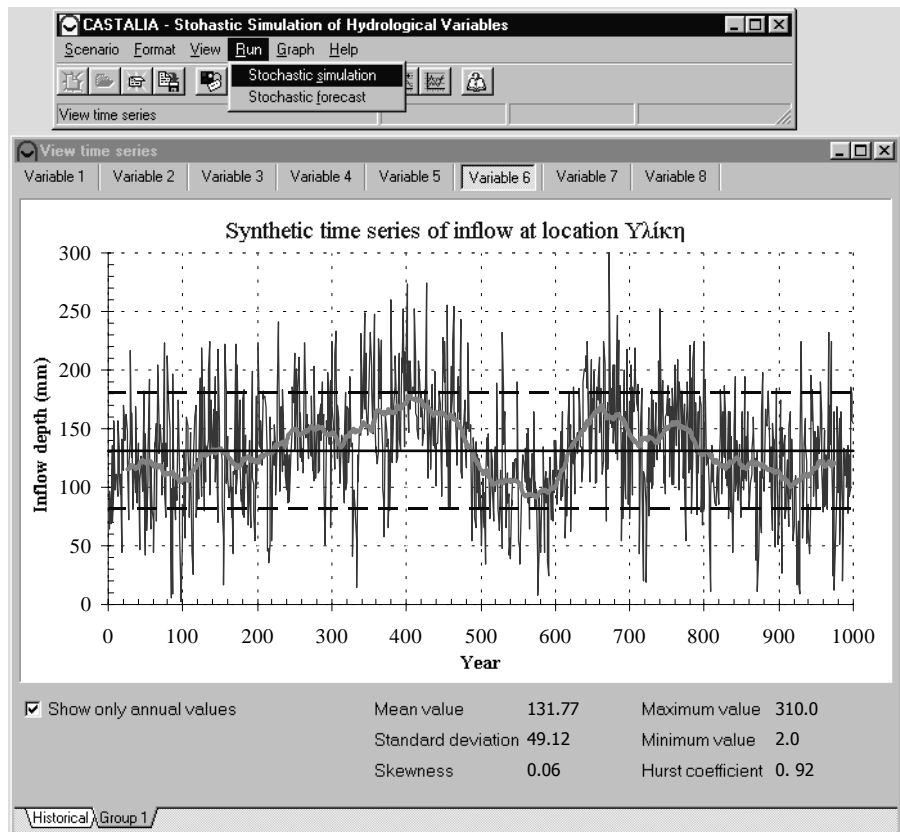 CASTALIA - Stohastic Simulation of Hydrological Variables
Scenario Format View Run Graph Help
Stochastic simulation
Stochastic forecast
View time series
View time series
Variable 1 Variable 2 Variable 3 Variable 4 Variable 5 Variable 6 Variable 7 Variable 8
Synthetic time series of inflow at location Υλίκη
300
250
200
150
100
50
0
Inflow depth (mm)
0 100 200 300 400 500 600 700 800 900 1000
Year
Show only annual values
Mean value 131.77 Maximum value 310.0
Standard deviation 49.12 Minimum value 2.0
Skewness 0.06 Hurst coefficient 0. 92
Historical Group 1